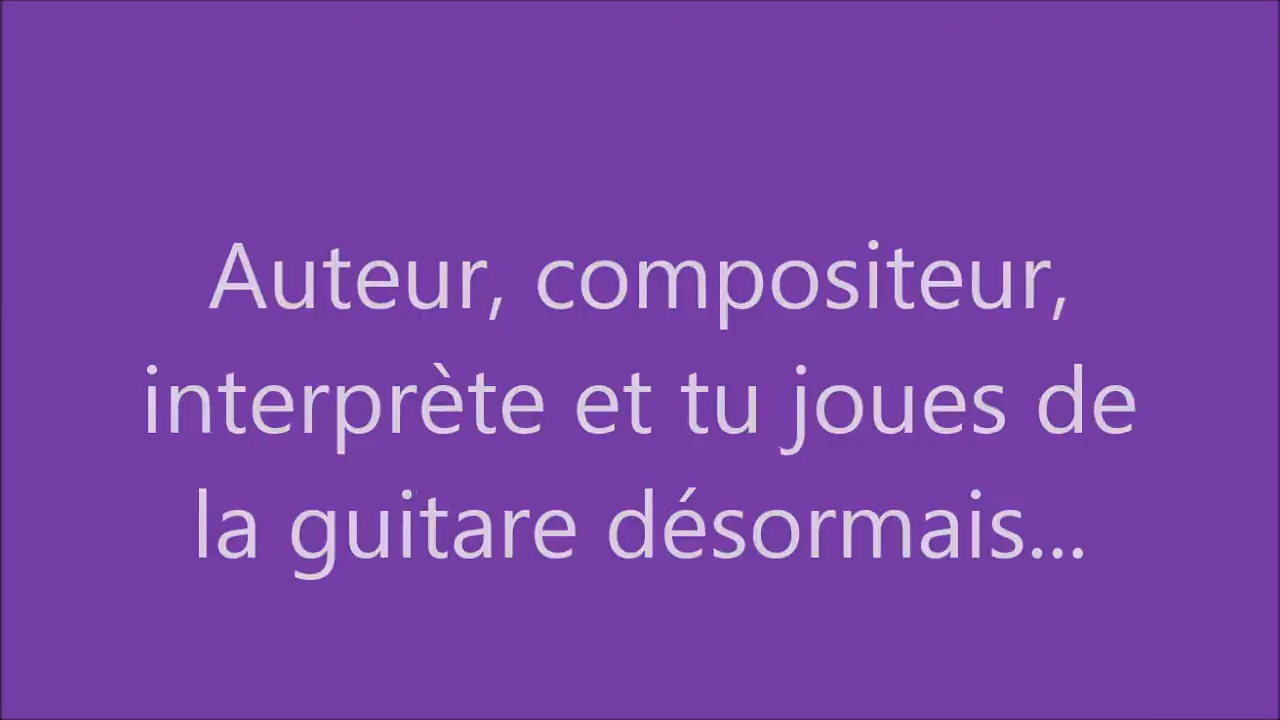 Auteur, compositeur,
interprète et tu joues de
la guitare désormais...